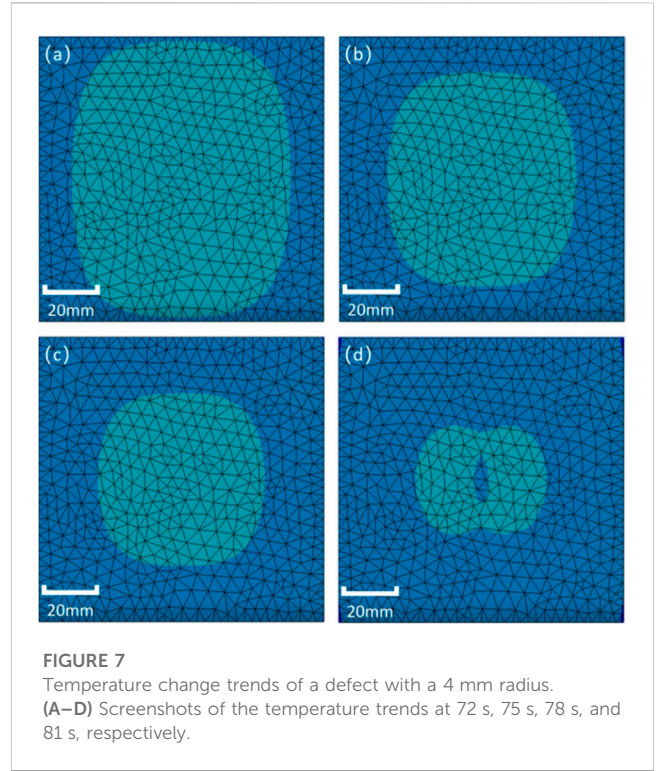 (a)
(b)
20mm
20mm
(c)
(d)
20mm
20mm
FIGURE 7
Temperature change trends of a defect with a 4 mm radius.
(A–D) Screenshots of the temperature trends at 72 s, 75 s, 78 s, and
81 s, respectively.